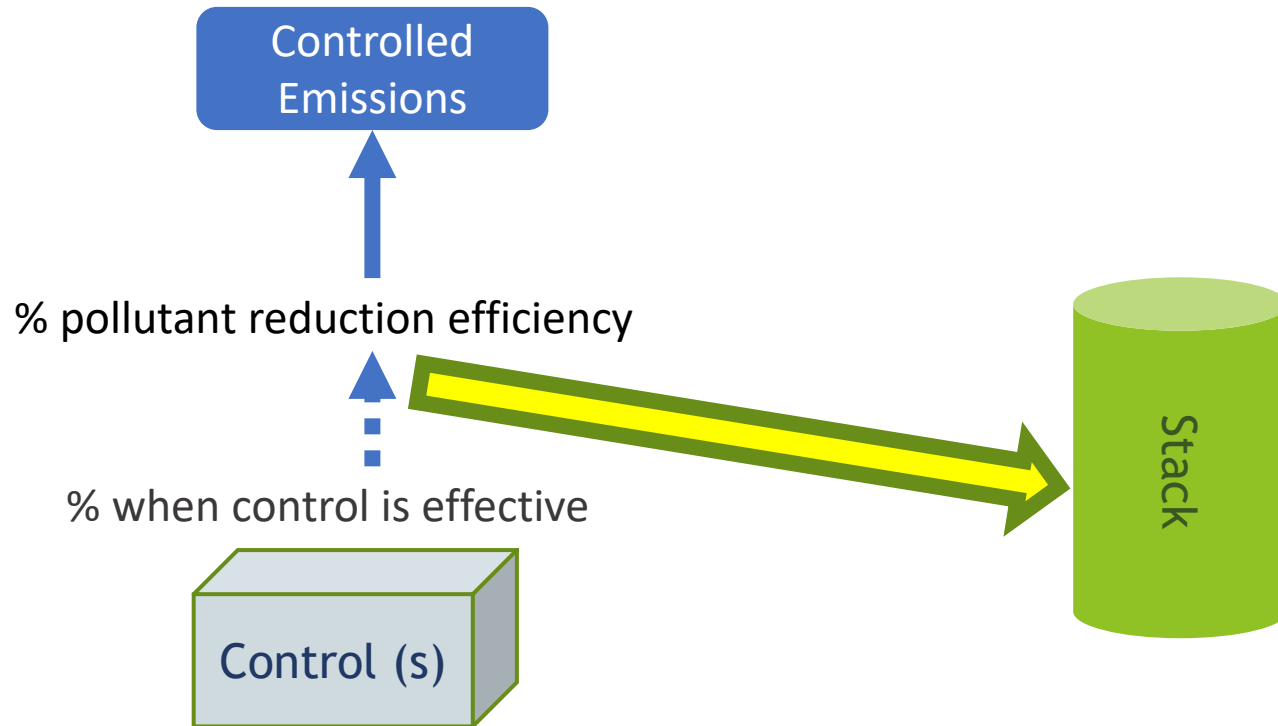 Controlled
Emissions
% pollutant reduction efficiency
% when control is effective
Control (s)
Stack